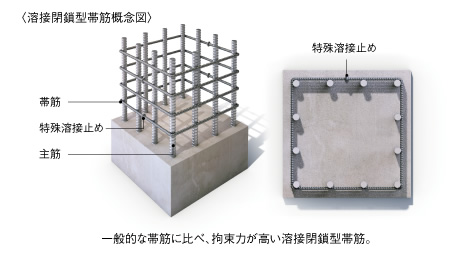 〈溶接閉鎖型帯筋概念図〉
特殊溶接止め
帯筋
特殊溶接止め
主筋
一般的な帯筋に比べ、拘束力が高い溶接閉鎖型帯筋。